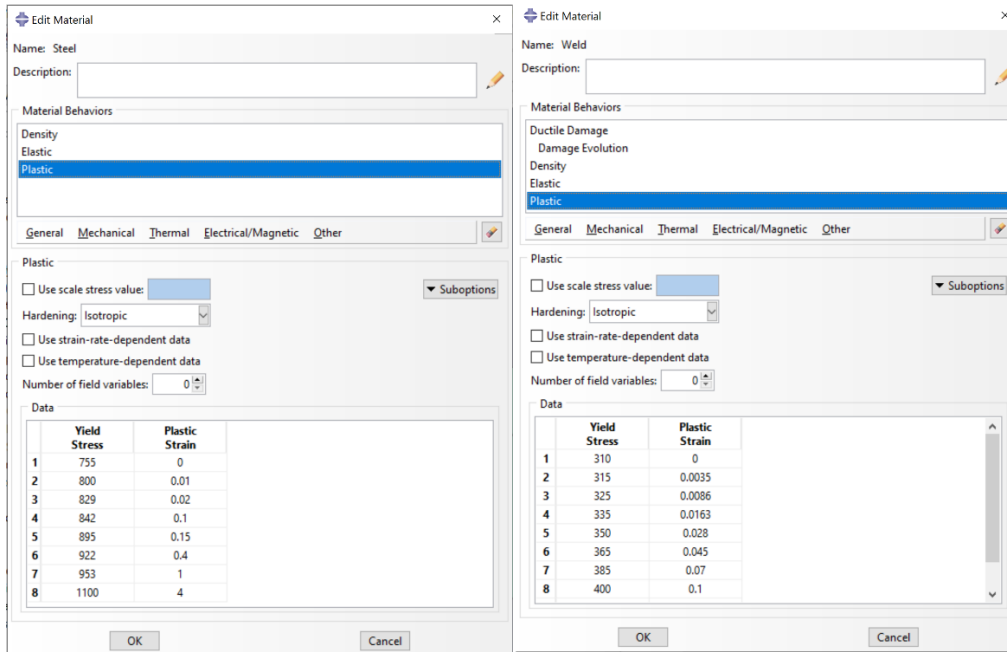 Edit Material
Name: Steel
Description:
Material Behaviors
Density
Elastic
Plastic
General Mechanical Thermal Electrical/Magnetic Other
Plastic
Use scale stress value:
Suboptions
Hardening: Isotropic
Use strain-rate-dependent data
Use temperature-dependent data
Number of field variables: 0
Data
Yield Stress Plastic Strain
1 755 0
2 800 0.01
3 829 0.02
4 842 0.1
5 895 0.15
6 922 0.4
7 953 1
8 1100 4
OK Cancel
Edit Material
Name: Weld
Description:
Material Behaviors
Ductile Damage
Damage Evolution
Density
Elastic
Plastic
General Mechanical Thermal Electrical/Magnetic Other
Plastic
Use scale stress value:
Suboptions
Hardening: Isotropic
Use strain-rate-dependent data
Use temperature-dependent data
Number of field variables: 0
Data
Yield Stress Plastic Strain
1 310 0
2 315 0.0035
3 325 0.0086
4 335 0.0163
5 350 0.028
6 365 0.045
7 385 0.07
8 400 0.1
OK Cancel